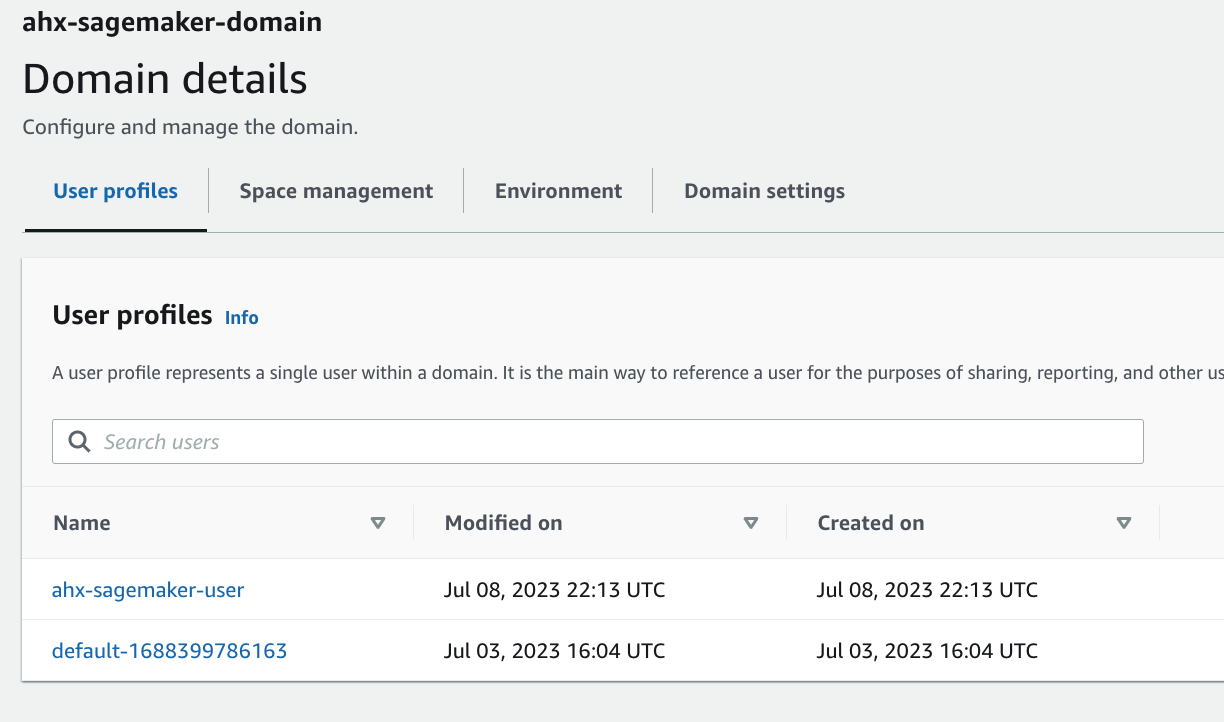 ahx-sagemaker-domain
Domain details
Configure and manage the domain.
User profiles Space management Environment Domain settings
User profiles Info
A user profile represents a single user within a domain. It is the main way to reference a user for the purposes of sharing, reporting, and other us
Search users
Name Modified on Created on
ahx-sagemaker-user Jul 08, 2023 22:13 UTC Jul 08, 2023 22:13 UTC
default-1688399786163 Jul 03, 2023 16:04 UTC Jul 03, 2023 16:04 UTC